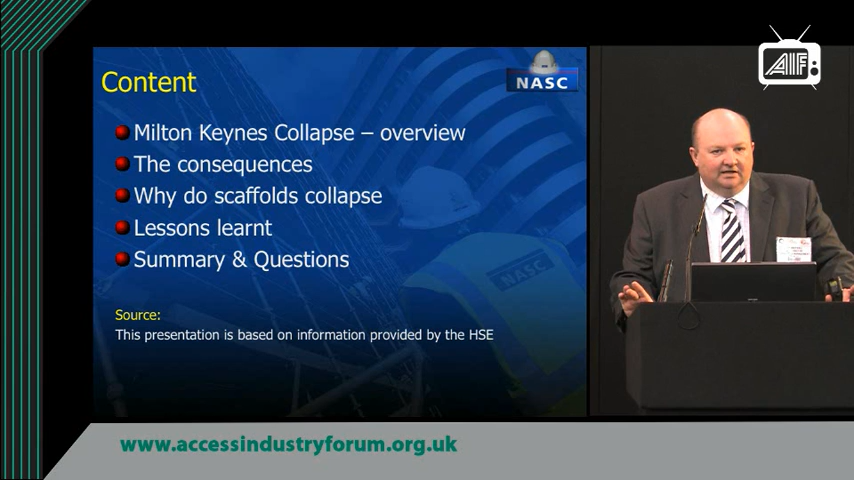 Content
NASC
AIF
Milton Keynes Collapse – overview
The consequences
Why do scaffolds collapse
Lessons learnt
Summary & Questions
NASC
Source:
This presentation is based on information provided by the HSE
www.accessindustryforum.org.uk